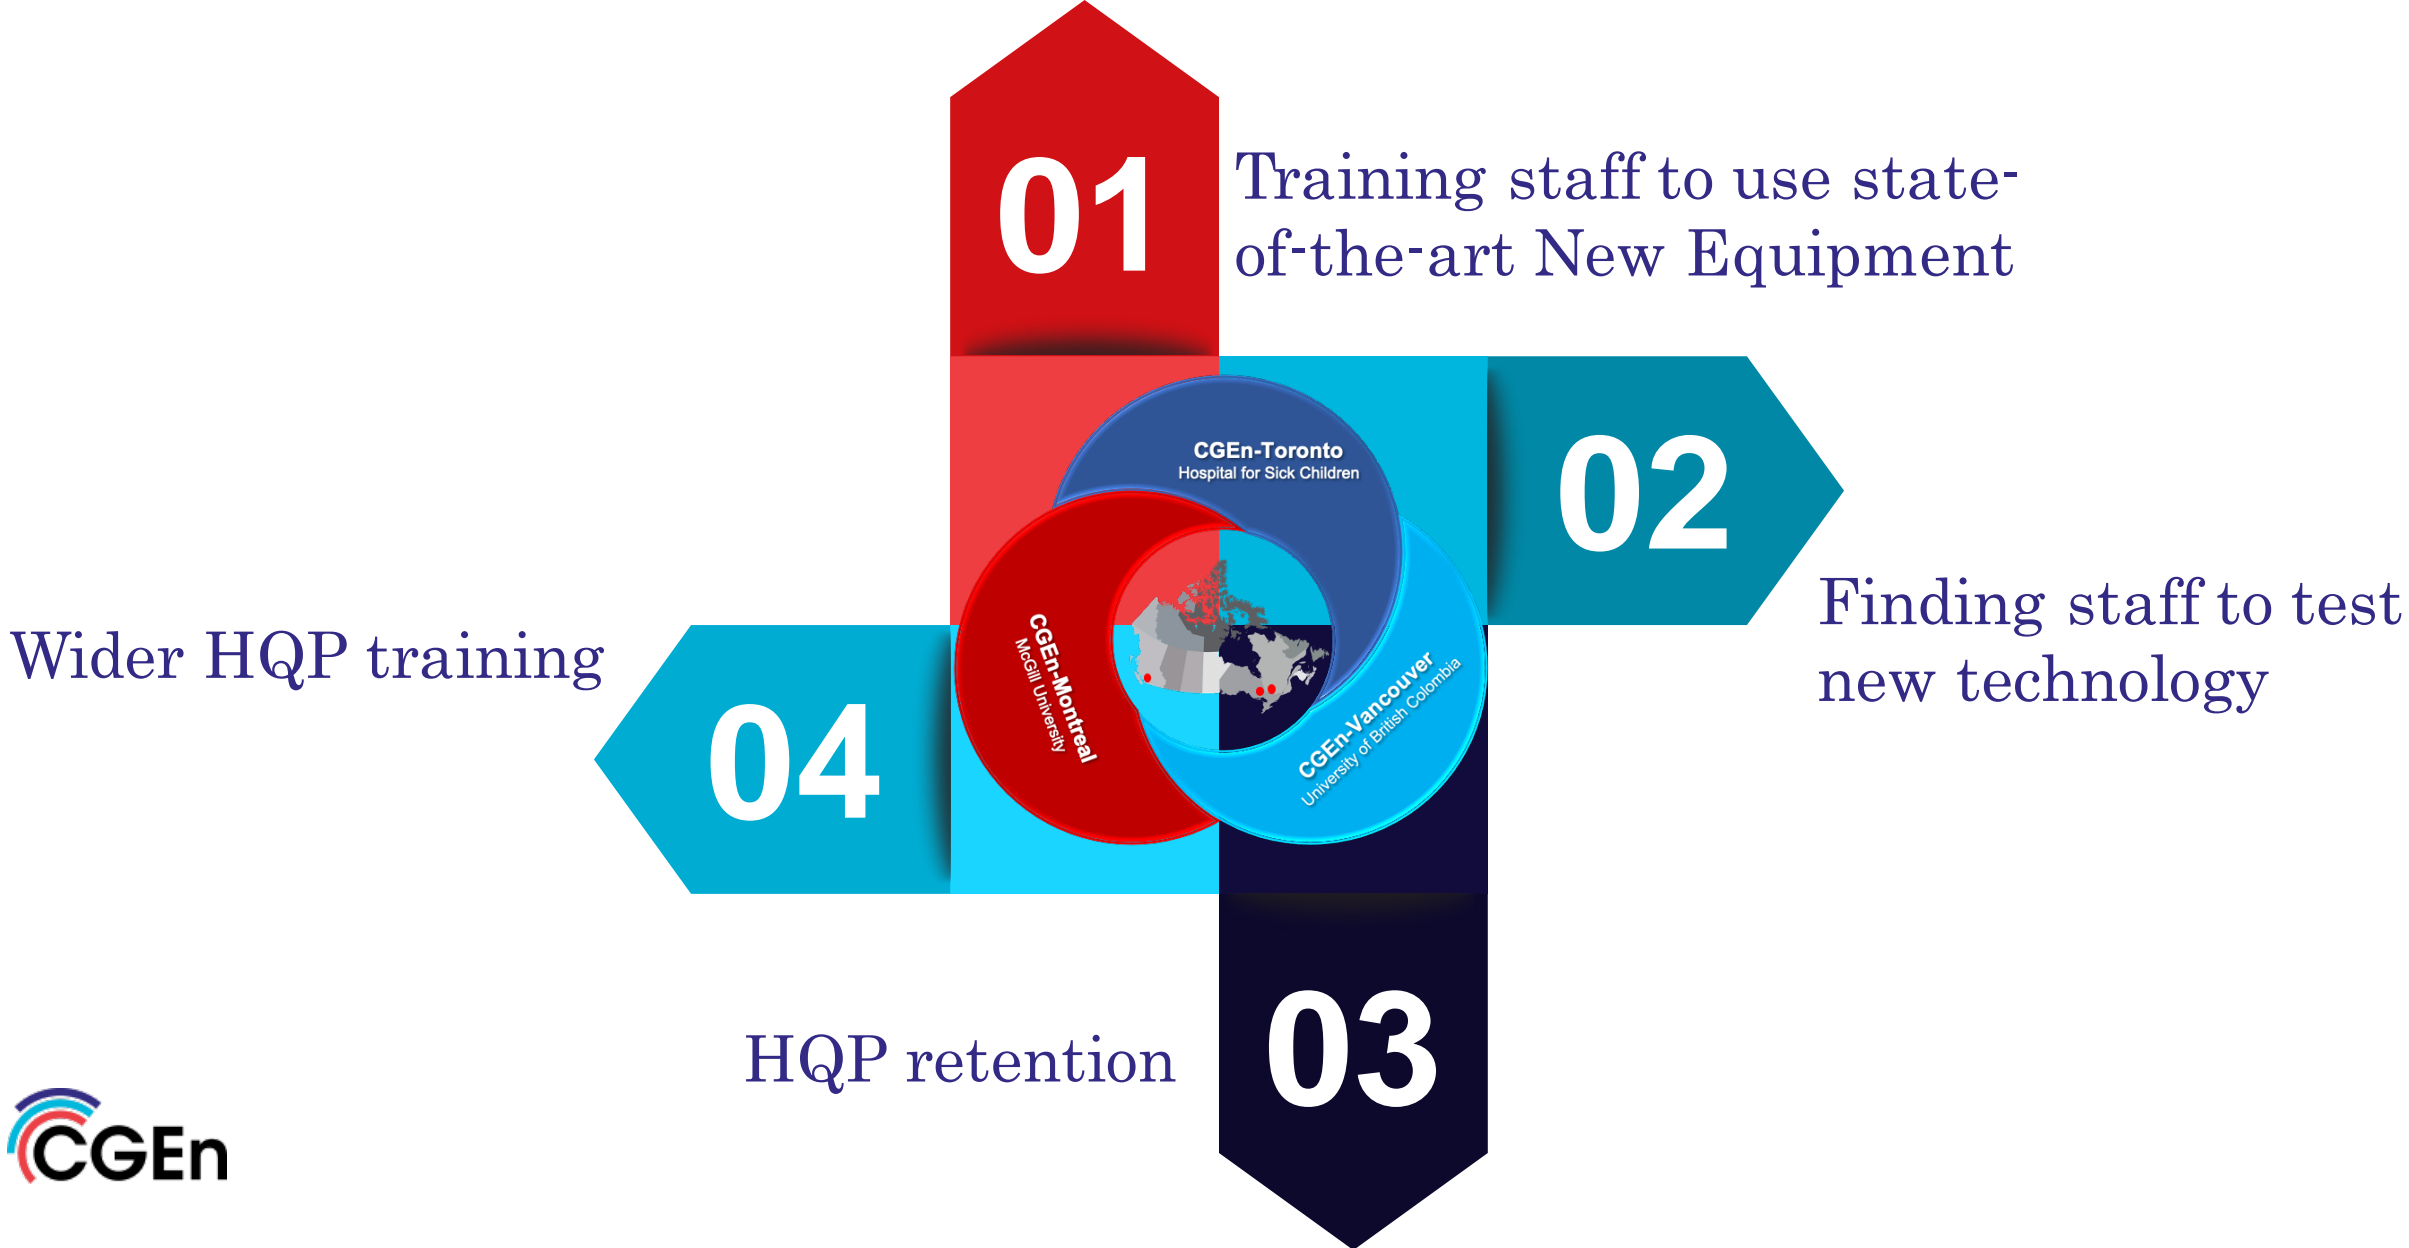 01
Training staff to use state-
of-the-art New Equipment
02
Finding staff to test
new technology
CGEn-Toronto
Hospital for Sick Children
CGEn-Montreal
McGill University
CGEn-Vancouver
University of British Colombia
Wider HQP training
04
HQP retention
03
CGEn